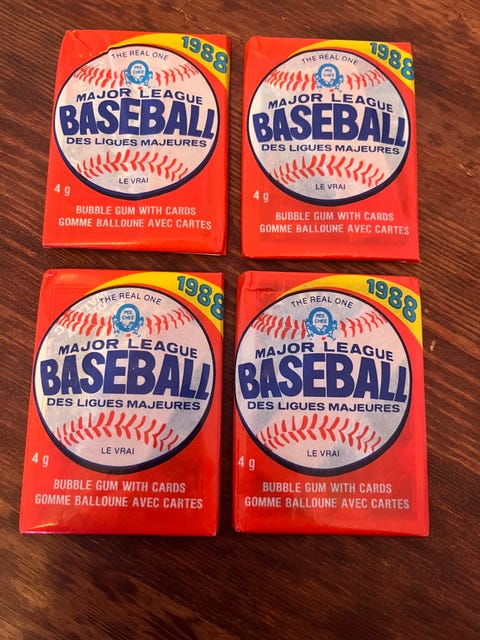 1988
THE REAL ONE
PEE
CHEE
MAJOR LEAGUE
BASEBALL
DES LIGUES MAJEURES
LE VRAI
4 g
BUBBLE GUM WITH CARDS
GOMME BALLOUNE AVEC CARTES
1988
THE REAL ONE
PEE
CHEE
MAJOR LEAGUE
BASEBALL
DES LIGUES MAJEURES
LE VRAI
4 g
BUBBLE GUM WITH CARDS
GOMME BALLOUNE AVEC CARTES
1988
THE REAL ONE
PEE
CHEE
MAJOR LEAGUE
BASEBALL
DES LIGUES MAJEURES
LE VRAI
4 g
BUBBLE GUM WITH CARDS
GOMME BALLOUNE AVEC CARTES
1988
THE REAL ONE
PEE
CHEE
MAJOR LEAGUE
BASEBALL
DES LIGUES MAJEURES
LE VRAI
4 g
BUBBLE GUM WITH CARDS
GOMME BALLOUNE AVEC CARTES